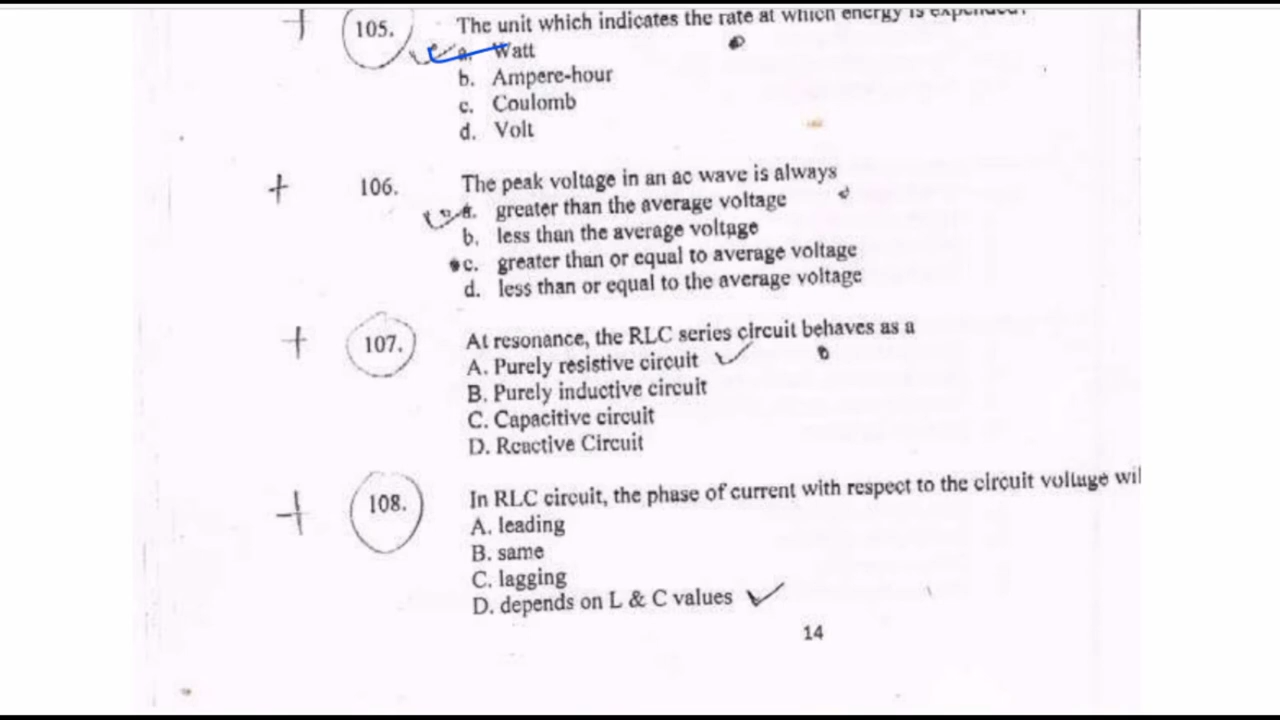 105. The unit which indicates the rate at which energy is expended?
a. Watt
b. Ampere-hour
c. Coulomb
d. Volt
+ 106. The peak voltage in an ac wave is always
a. greater than the average voltage
b. less than the average voltage
c. greater than or equal to average voltage
d. less than or equal to the average voltage
+ 107. At resonance, the RLC series circuit behaves as a
A. Purely resistive circuit
B. Purely inductive circuit
C. Capacitive circuit
D. Reactive Circuit
+ 108. In RLC circuit, the phase of current with respect to the circuit voltage wil
A. leading
B. same
C. lagging
D. depends on L & C values
14